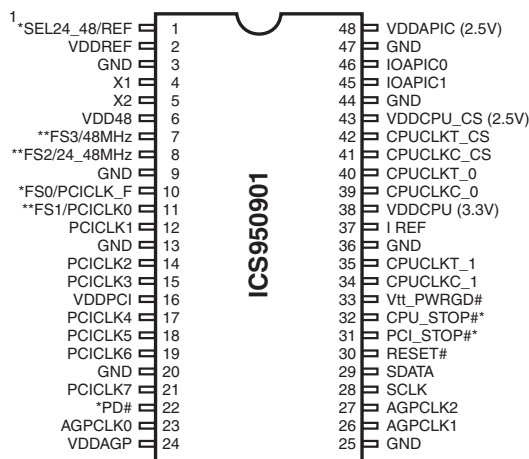 1
*SEL24_48/REF 1 48 VDDAPIC (2.5V)
VDDREF 2 47 GND
GND 3 46 IOAPIC0
X1 4 45 IOAPIC1
X2 5 44 GND
VDD48 6 43 VDDCPU_CS (2.5V)
**FS3/48MHz 7 42 CPUCLKT_CS
**FS2/24_48MHz 8 41 CPUCLKC_CS
GND 9 40 CPUCLKT_0
*FS0/PCICLK_F 10 39 CPUCLKC_0
**FS1/PCICLK0 11 38 VDDCPU (3.3V)
PCICLK1 12 37 I REF
GND 13 36 GND
PCICLK2 14 35 CPUCLKT_1
PCICLK3 15 34 CPUCLKC_1
VDDPCI 16 33 Vtt_PWRGD#
PCICLK4 17 32 CPU_STOP#*
PCICLK5 18 31 PCI_STOP#*
PCICLK6 19 30 RESET#
GND 20 29 SDATA
PCICLK7 21 28 SCLK
*PD# 22 27 AGPCLK2
AGPCLK0 23 26 AGPCLK1
VDDAGP 24 25 GND
ICS950901